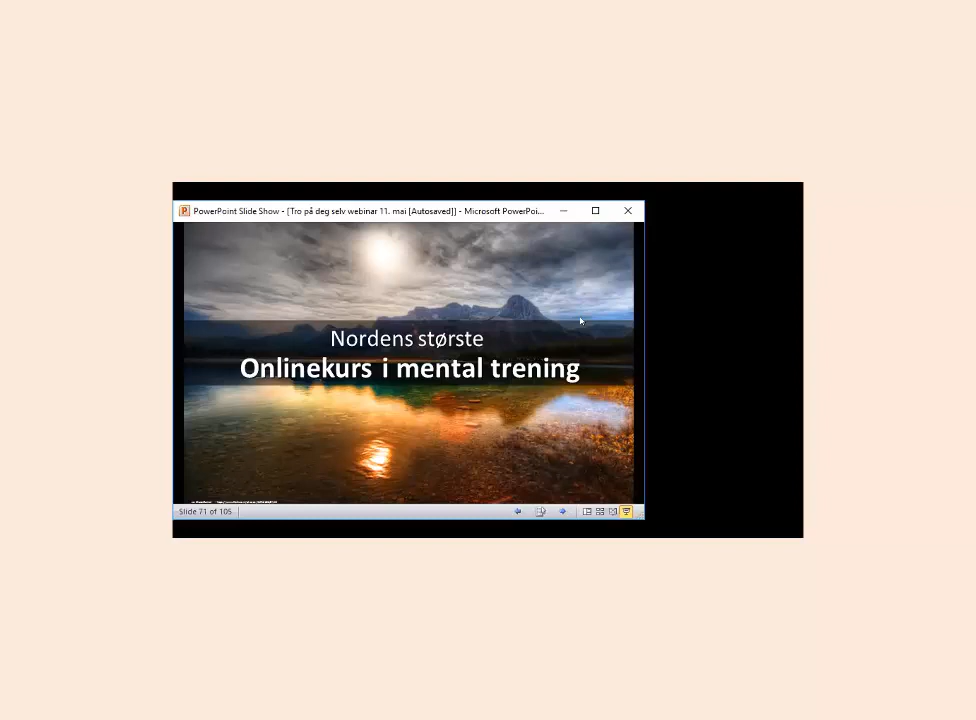 PowerPoint Slide Show - [Tro på deg selv webinar 11. mai [Autosaved]] - Microsoft PowerPoi...
Nordens største
Onlinekurs i mental trening
Slide 71 of 105